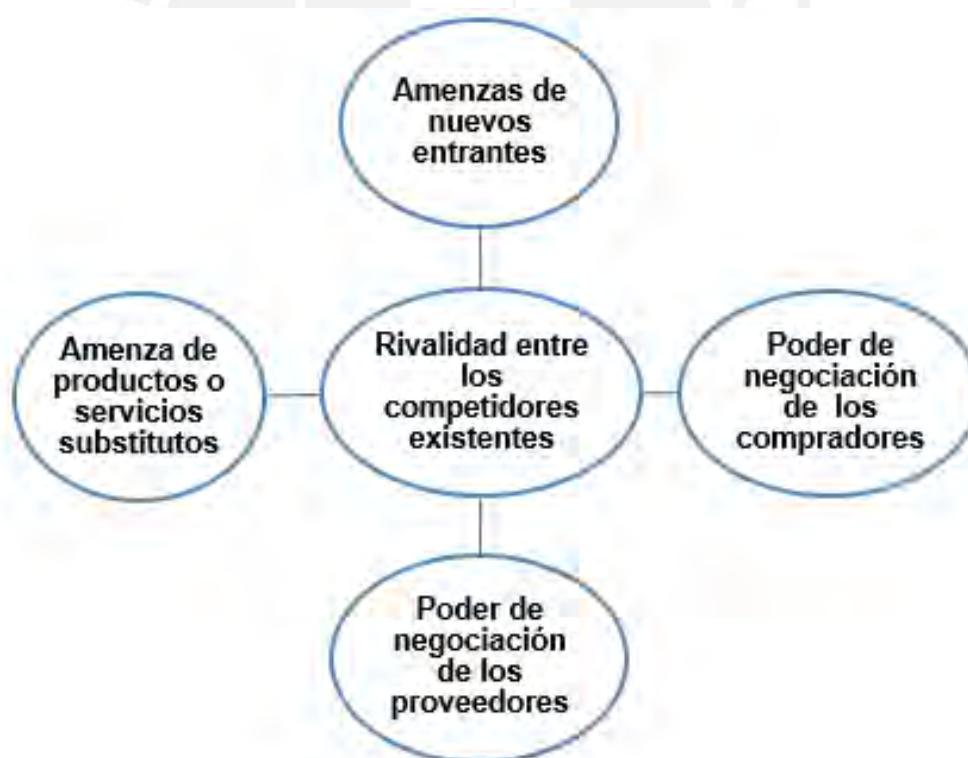 Amenzas de
nuevos
entrantes
Amenza de
productos o
servicios
substitutos
Rivalidad entre
los
competidores
existentes
Poder de
negociación
de los
compradores
Poder de
negociación
de los
proveedores